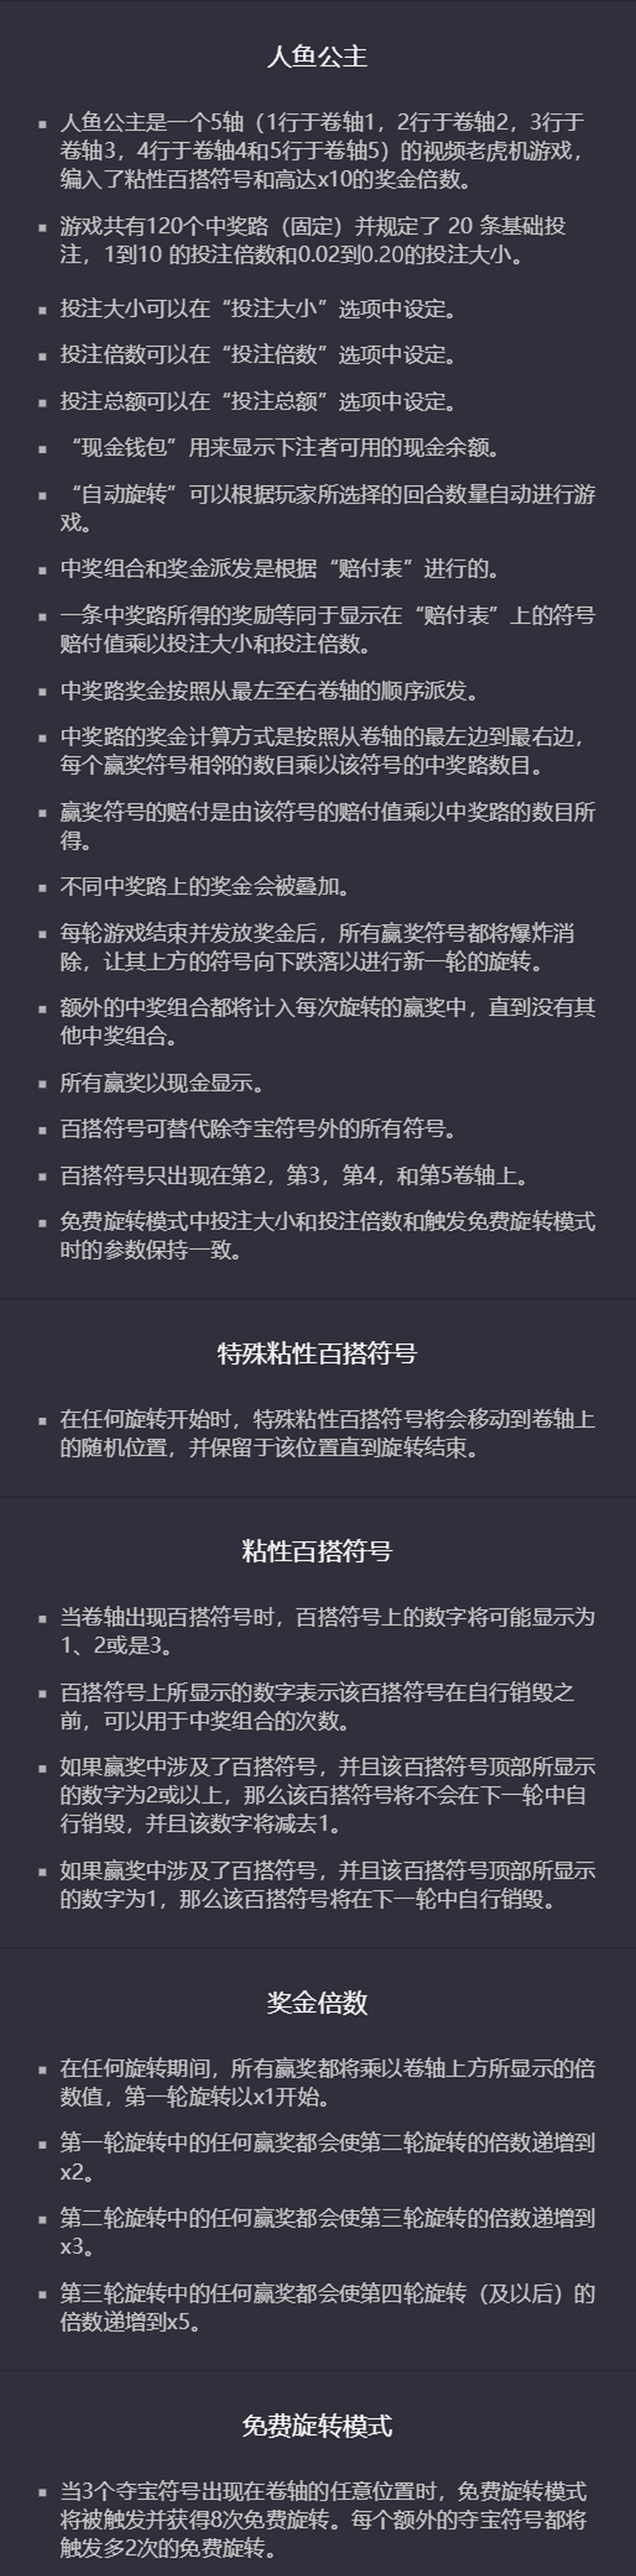 人鱼公主
▪ 人鱼公主是一个5轴（1行于卷轴1，2行于卷轴2，3行于
卷轴3，4行于卷轴4和5行于卷轴5）的视频老虎机游戏，
编入了粘性百搭符号和高达x10的奖金倍数。
▪ 游戏共有120个中奖路（固定）并规定了 20 条基础投
注，1到10 的投注倍数和0.02到0.20的投注大小。
▪ 投注大小可以在“投注大小”选项中设定。
▪ 投注倍数可以在“投注倍数”选项中设定。
▪ 投注总额可以在“投注总额”选项中设定。
▪ “现金钱包”用来显示下注者可用的现金余额。
▪ “自动旋转”可以根据玩家所选择的回合数量自动进行游
戏。
▪ 中奖组合和奖金派发是根据“赔付表”进行的。
▪ 一条中奖路所得的奖励等同于显示在“赔付表”上的符号
赔付值乘以投注大小和投注倍数。
▪ 中奖路奖金按照从最左至右卷轴的顺序派发。
▪ 中奖路的奖金计算方式是按照从卷轴的最左边到最右边，
每个赢奖符号相邻的数目乘以该符号的中奖路数目。
▪ 赢奖符号的赔付是由该符号的赔付值乘以中奖路的数目所
得。
▪ 不同中奖路上的奖金会被叠加。
▪ 每轮游戏结束并发放奖金后，所有赢奖符号都将爆炸消
除，让其上方的符号向下跌落以进行新一轮的旋转。
▪ 额外的中奖组合都将计入每次旋转的赢奖中，直到没有其
他中奖组合。
▪ 所有赢奖以现金显示。
▪ 百搭符号可替代除夺宝符号外的所有符号。
▪ 百搭符号只出现在第2，第3，第4，和第5卷轴上。
▪ 免费旋转模式中投注大小和投注倍数和触发免费旋转模式
时的参数保持一致。
特殊粘性百搭符号
▪ 在任何旋转开始时，特殊粘性百搭符号将会移动到卷轴上
的随机位置，并保留于该位置直到旋转结束。
粘性百搭符号
▪ 当卷轴出现百搭符号时，百搭符号上的数字将可能显示为
1、2或是3。
▪ 百搭符号上所显示的数字表示该百搭符号在自行销毁之
前，可以用于中奖组合的次数。
▪ 如果赢奖中涉及了百搭符号，并且该百搭符号顶部所显示
的数字为2或以上，那么该百搭符号将不会在下一轮中自
行销毁，并且该数字将减去1。
▪ 如果赢奖中涉及了百搭符号，并且该百搭符号顶部所显示
的数字为1，那么该百搭符号将在下一轮中自行销毁。
奖金倍数
▪ 在任何旋转期间，所有赢奖都将乘以卷轴上方所显示的倍
数值，第一轮旋转以x1开始。
▪ 第一轮旋转中的任何赢奖都会使第二轮旋转的倍数递增到
x2。
▪ 第二轮旋转中的任何赢奖都会使第三轮旋转的倍数递增到
x3。
▪ 第三轮旋转中的任何赢奖都会使第四轮旋转（及以后）的
倍数递增到x5。
免费旋转模式
▪ 当3个夺宝符号出现在卷轴的任意位置时，免费旋转模式
将被触发并获得8次免费旋转。每个额外的夺宝符号都将
触发多2次的免费旋转。